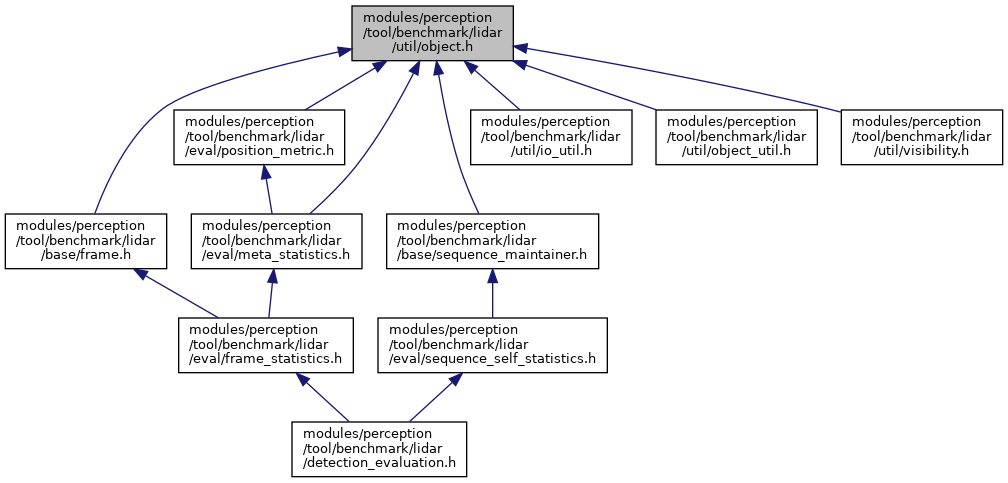 modules/perception
/tool/benchmark/lidar
/util/object.h
modules/perception
/tool/benchmark/lidar
/eval/position_metric.h
modules/perception
/tool/benchmark/lidar
/util/io_util.h
modules/perception
/tool/benchmark/lidar
/util/object_util.h
modules/perception
/tool/benchmark/lidar
/util/visibility.h
modules/perception
/tool/benchmark/lidar
/base/frame.h
modules/perception
/tool/benchmark/lidar
/eval/meta_statistics.h
modules/perception
/tool/benchmark/lidar
/base/sequence_maintainer.h
modules/perception
/tool/benchmark/lidar
/eval/frame_statistics.h
modules/perception
/tool/benchmark/lidar
/eval/sequence_self_statistics.h
modules/perception
/tool/benchmark/lidar
/detection_evaluation.h